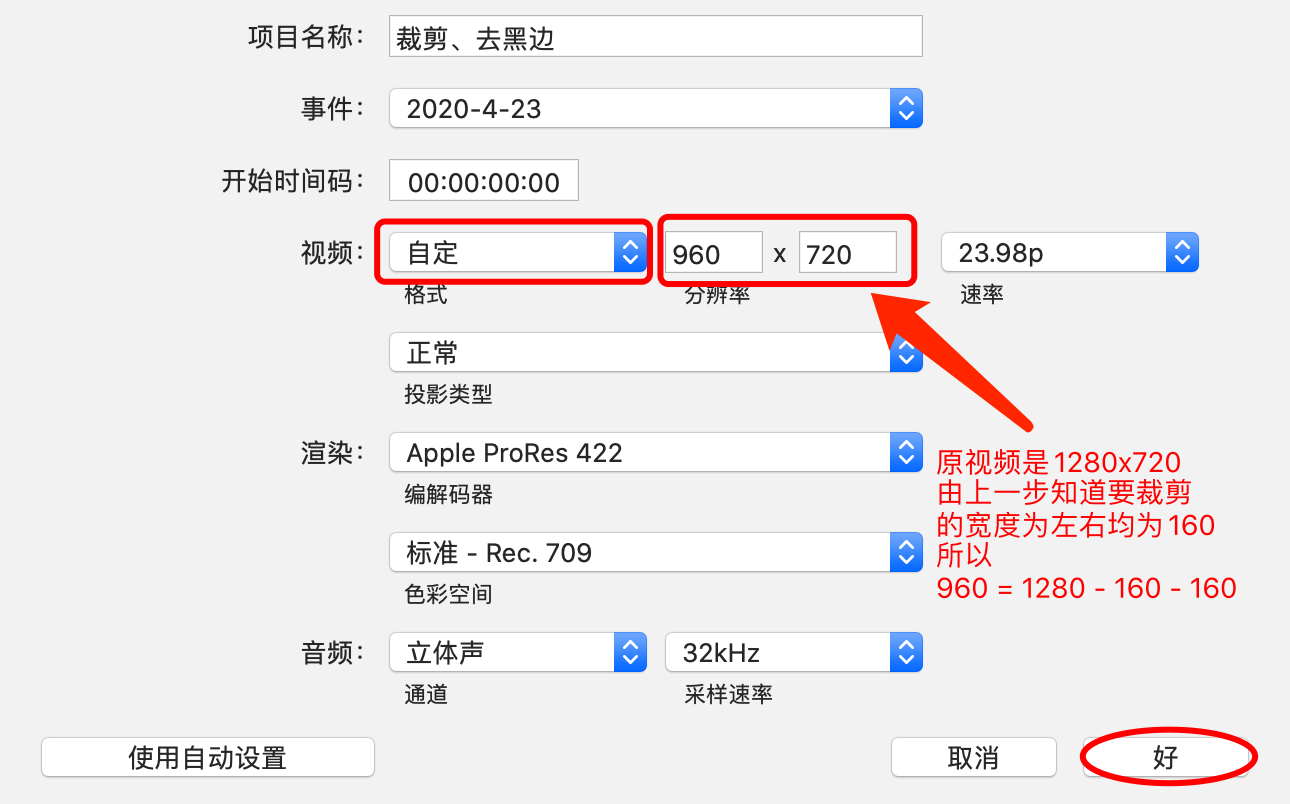 项目名称：
裁剪、去黑边
事件：
2020-4-23
开始时间码：
00:00:00:00
视频：
自定
960 x 720
23.98p
格式
分辨率
速率
正常
投影类型
渲染：
Apple ProRes 422
编解码器
原视频是1280x720
由上一步知道要裁剪
的宽度为左右均为160
所以
960 = 1280 - 160 - 160
标准 - Rec. 709
色彩空间
音频：
立体声
32kHz
通道
采样速率
使用自动设置
取消
好